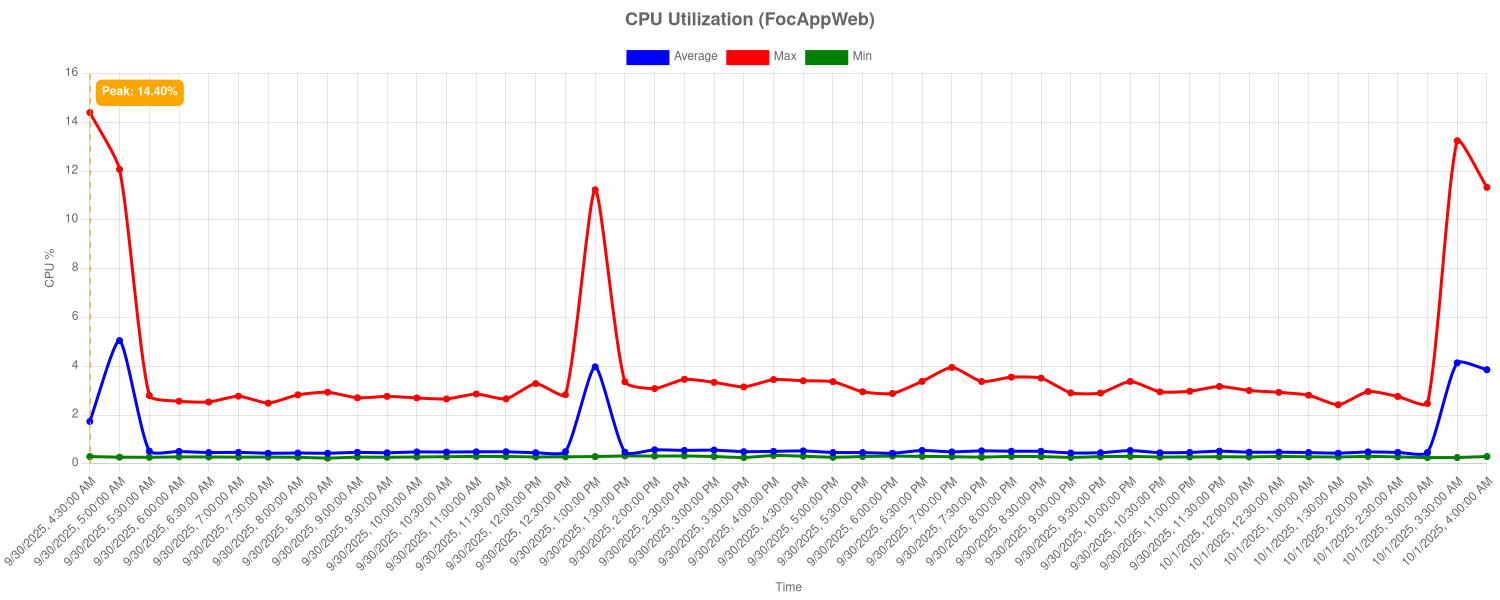 CPU Utilization (FocAppWeb)
Average Max Min
16
Peak: 14.40%
14
12
10
8
6
4
2
0
CPU %
9/30/2025, 4:30:00 AM
9/30/2025, 5:00:00 AM
9/30/2025, 5:30:00 AM
9/30/2025, 6:00:00 AM
9/30/2025, 6:30:00 AM
9/30/2025, 7:00:00 AM
9/30/2025, 7:30:00 AM
9/30/2025, 8:00:00 AM
9/30/2025, 8:30:00 AM
9/30/2025, 9:00:00 AM
9/30/2025, 9:30:00 AM
9/30/2025, 10:00:00 AM
9/30/2025, 10:30:00 AM
9/30/2025, 11:00:00 AM
9/30/2025, 11:30:00 AM
9/30/2025, 12:00:00 PM
9/30/2025, 12:30:00 PM
9/30/2025, 1:00:00 PM
9/30/2025, 1:30:00 PM
9/30/2025, 2:00:00 PM
9/30/2025, 2:30:00 PM
9/30/2025, 3:00:00 PM
9/30/2025, 3:30:00 PM
9/30/2025, 4:00:00 PM
9/30/2025, 4:30:00 PM
9/30/2025, 5:00:00 PM
9/30/2025, 5:30:00 PM
9/30/2025, 6:00:00 PM
9/30/2025, 6:30:00 PM
9/30/2025, 7:00:00 PM
9/30/2025, 7:30:00 PM
9/30/2025, 8:00:00 PM
9/30/2025, 8:30:00 PM
9/30/2025, 9:00:00 PM
9/30/2025, 9:30:00 PM
9/30/2025, 10:00:00 PM
9/30/2025, 10:30:00 PM
9/30/2025, 11:00:00 PM
9/30/2025, 11:30:00 PM
10/1/2025, 12:00:00 AM
10/1/2025, 12:30:00 AM
10/1/2025, 1:00:00 AM
10/1/2025, 1:30:00 AM
10/1/2025, 2:00:00 AM
10/1/2025, 2:30:00 AM
10/1/2025, 3:00:00 AM
10/1/2025, 3:30:00 AM
10/1/2025, 4:00:00 AM
Time